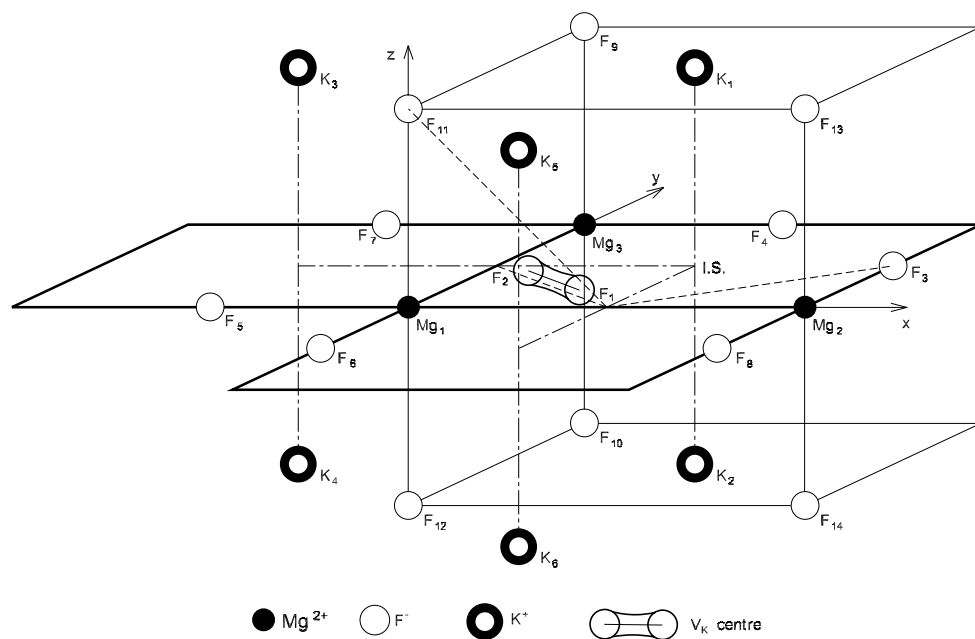 F9
z
K3
K1
F11
F13
K5
y
F7
Mg3
F4
I.S.
F3
F2
F1
F5
Mg1
Mg2
x
F6
F8
F10
K4
K2
F12
F14
K6
Mg2+
F-
K+
VK centre